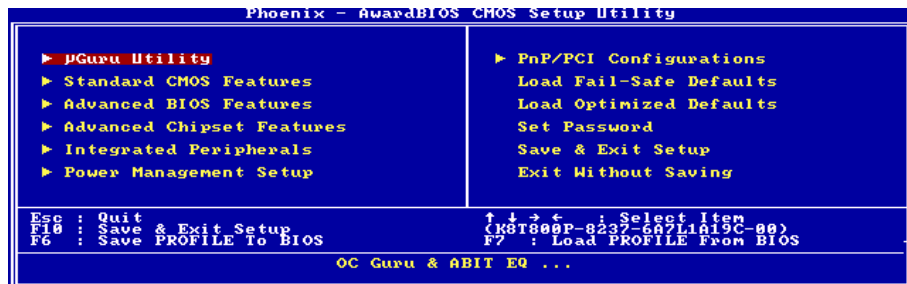 Phoenix - AwardBIOS CMOS Setup Utility
► µGuru Utility
► Standard CMOS Features
► Advanced BIOS Features
► Advanced Chipset Features
► Integrated Peripherals
► Power Management Setup
► PnP/PCI Configurations
Load Fail-Safe Defaults
Load Optimized Defaults
Set Password
Save & Exit Setup
Exit Without Saving
Esc : Quit
F10 : Save & Exit Setup
F6 : Save PROFILE To BIOS
↑ ↓ → ← : Select Item
(K8T800P-8237-6A7L1A19C-00)
F7 : Load PROFILE From BIOS
OC Guru & ABIT EQ ...